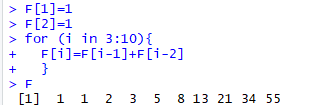 > F[1]=1
> F[2]=1
> for (i in 3:10){
+   F[i]=F[i-1]+F[i-2]
+   }
> F
 [1]  1  1  2  3  5  8 13 21 34 55